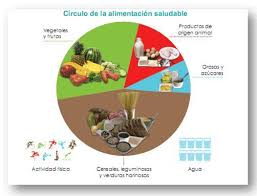 Círculo de la alimentación saludable
Vegetales
y frutas
Productos de
origen animal
Grasas y
azúcares
Actividad física
Cereales, leguminosas
y verduras harinosas
Agua